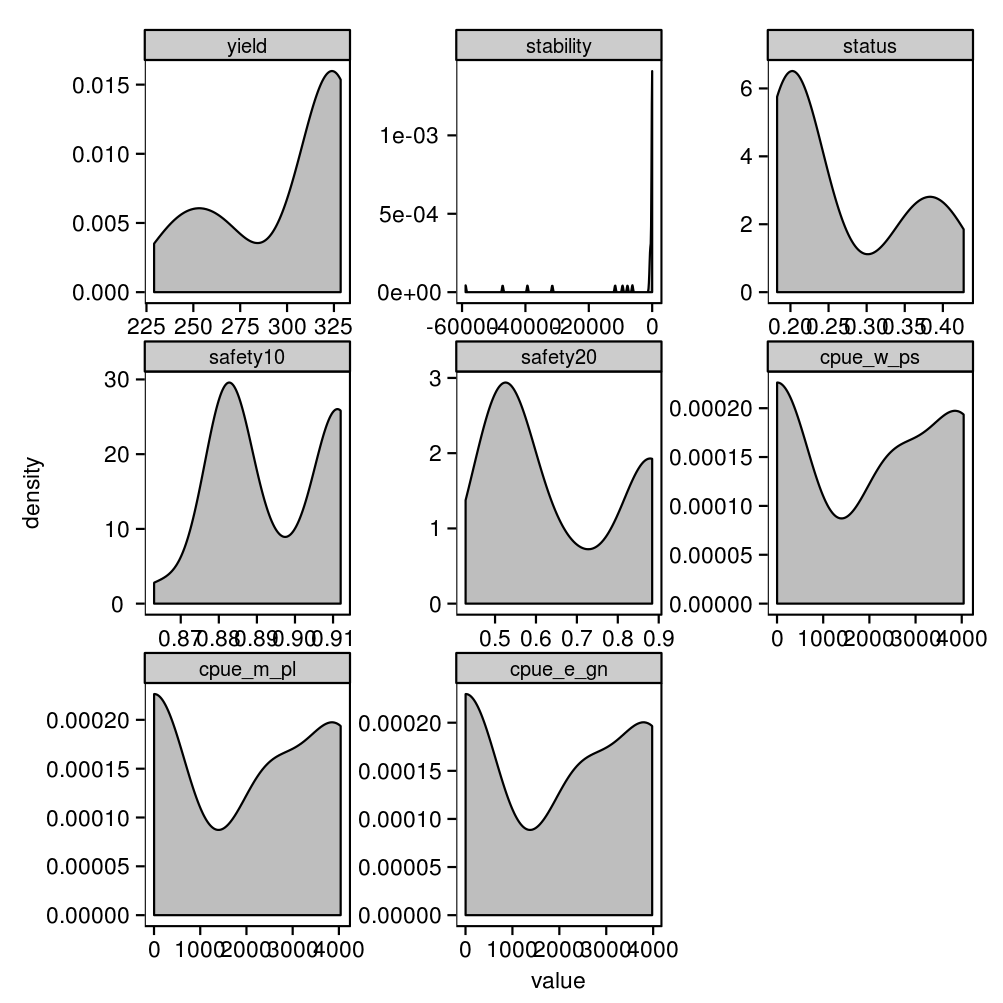 yield
0.015
0.010
0.005
0.000
225 250 275 300 325
stability
1e-03
5e-04
0e+00
-60000 -40000 -20000 0
status
6
4
2
0
0.20 0.25 0.30 0.35 0.40
safety10
30
20
10
0
0.87 0.88 0.89 0.90 0.91
safety20
3
2
1
0
0.5 0.6 0.7 0.8 0.9
cpue_w_ps
0.00020
0.00015
0.00010
0.00005
0.00000
0 1000 2000 3000 4000
cpue_m_pl
0.00020
0.00015
0.00010
0.00005
0.00000
0 1000 2000 3000 4000
cpue_e_gn
0.00020
0.00015
0.00010
0.00005
0.00000
0 1000 2000 3000 4000
density
value